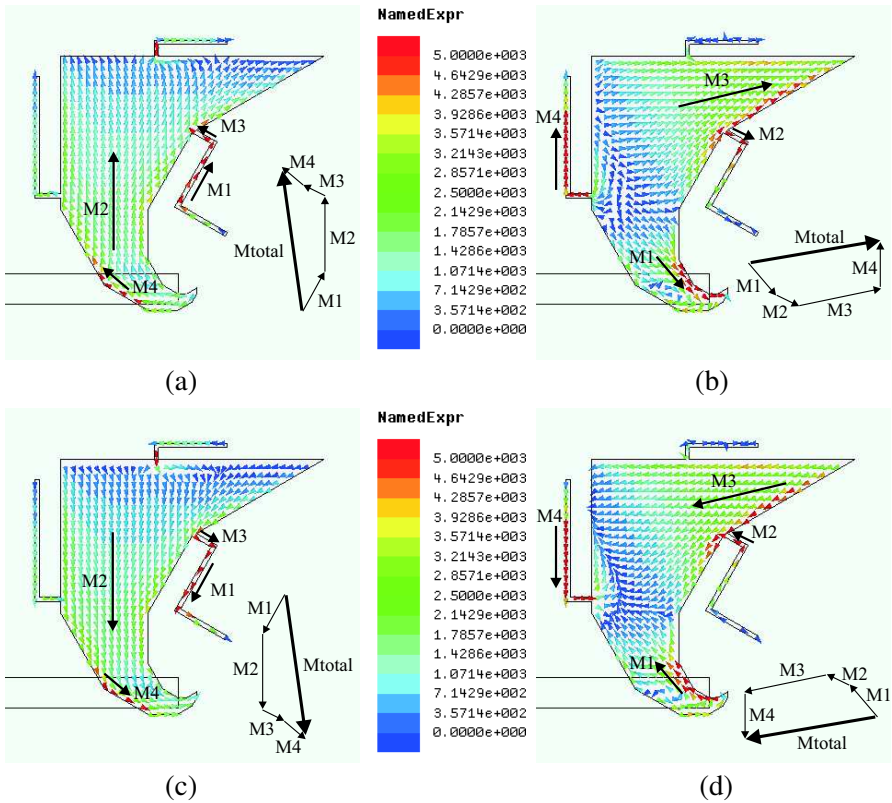 NamedExpr
5.0000e+003
4.6429e+003
4.2857e+003
3.9286e+003
3.5714e+003
3.2143e+003
2.8571e+003
2.5000e+003
2.1429e+003
1.7857e+003
1.4286e+003
1.0714e+003
7.1429e+002
3.5714e+002
0.0000e+000
M3
M1
M2
M4
M4
M3
M2
M1
Mtotal
(a)
M3
M4
M2
M1
Mtotal
M1
M4
M2
M3
(b)
NamedExpr
5.0000e+003
4.6429e+003
4.2857e+003
3.9286e+003
3.5714e+003
3.2143e+003
2.8571e+003
2.5000e+003
2.1429e+003
1.7857e+003
1.4286e+003
1.0714e+003
7.1429e+002
3.5714e+002
0.0000e+000
M3
M2
M1
M4
M1
M2
Mtotal
M3
M4
(c)
M3
M4
M2
M1
M3
M2
M1
M4
Mtotal
(d)